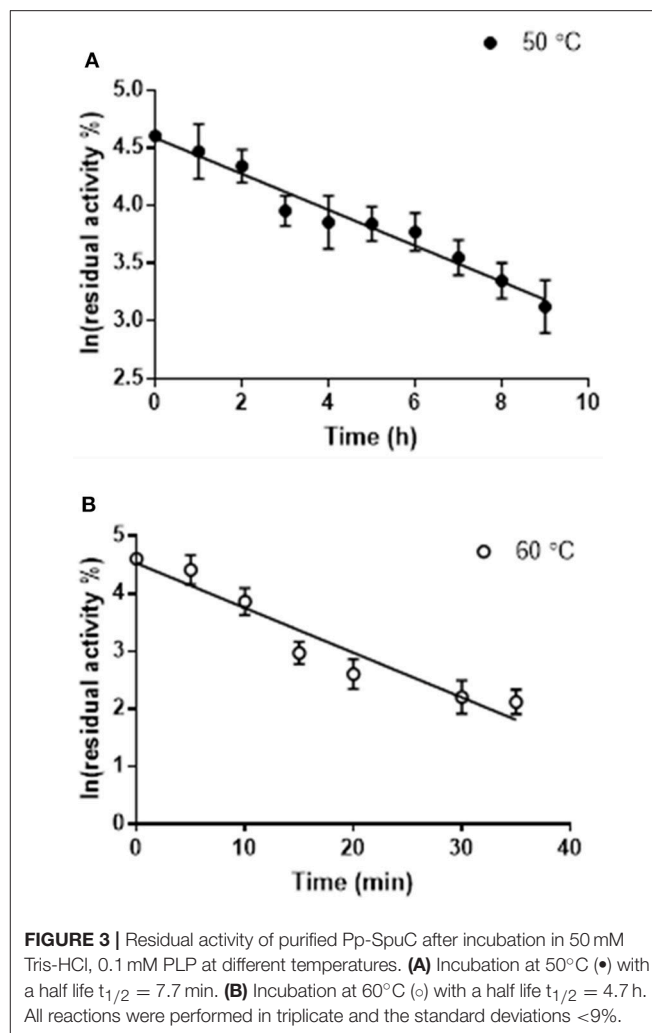 A
● 50 °C
ln(residual activity %)
5.0
4.5
4.0
3.5
3.0
2.5
0 2 4 6 8 10
Time (h)
B
○ 60 °C
ln(residual activity %)
5
4
3
2
1
0
0 10 20 30 40
Time (min)
FIGURE 3 | Residual activity of purified Pp-SpuC after incubation in 50 mM
Tris-HCl, 0.1 mM PLP at different temperatures. (A) Incubation at 50°C (•) with
a half life t1/2 = 7.7 min. (B) Incubation at 60°C (○) with a half life t1/2 = 4.7 h.
All reactions were performed in triplicate and the standard deviations <9%.